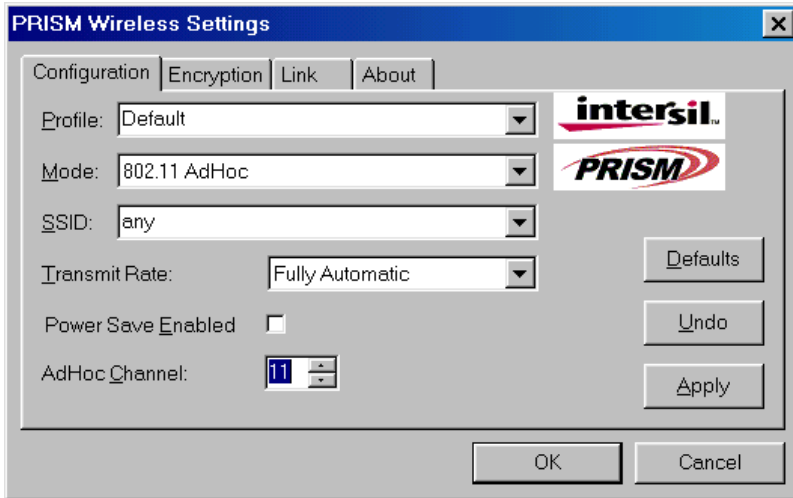 PRISM Wireless Settings
Configuration Encryption Link About
Profile: Default
intersil™
Mode: 802.11 AdHoc
PRISM
SSID: any
Transmit Rate: Fully Automatic
Defaults
Power Save Enabled
Undo
AdHoc Channel: 11
Apply
OK Cancel